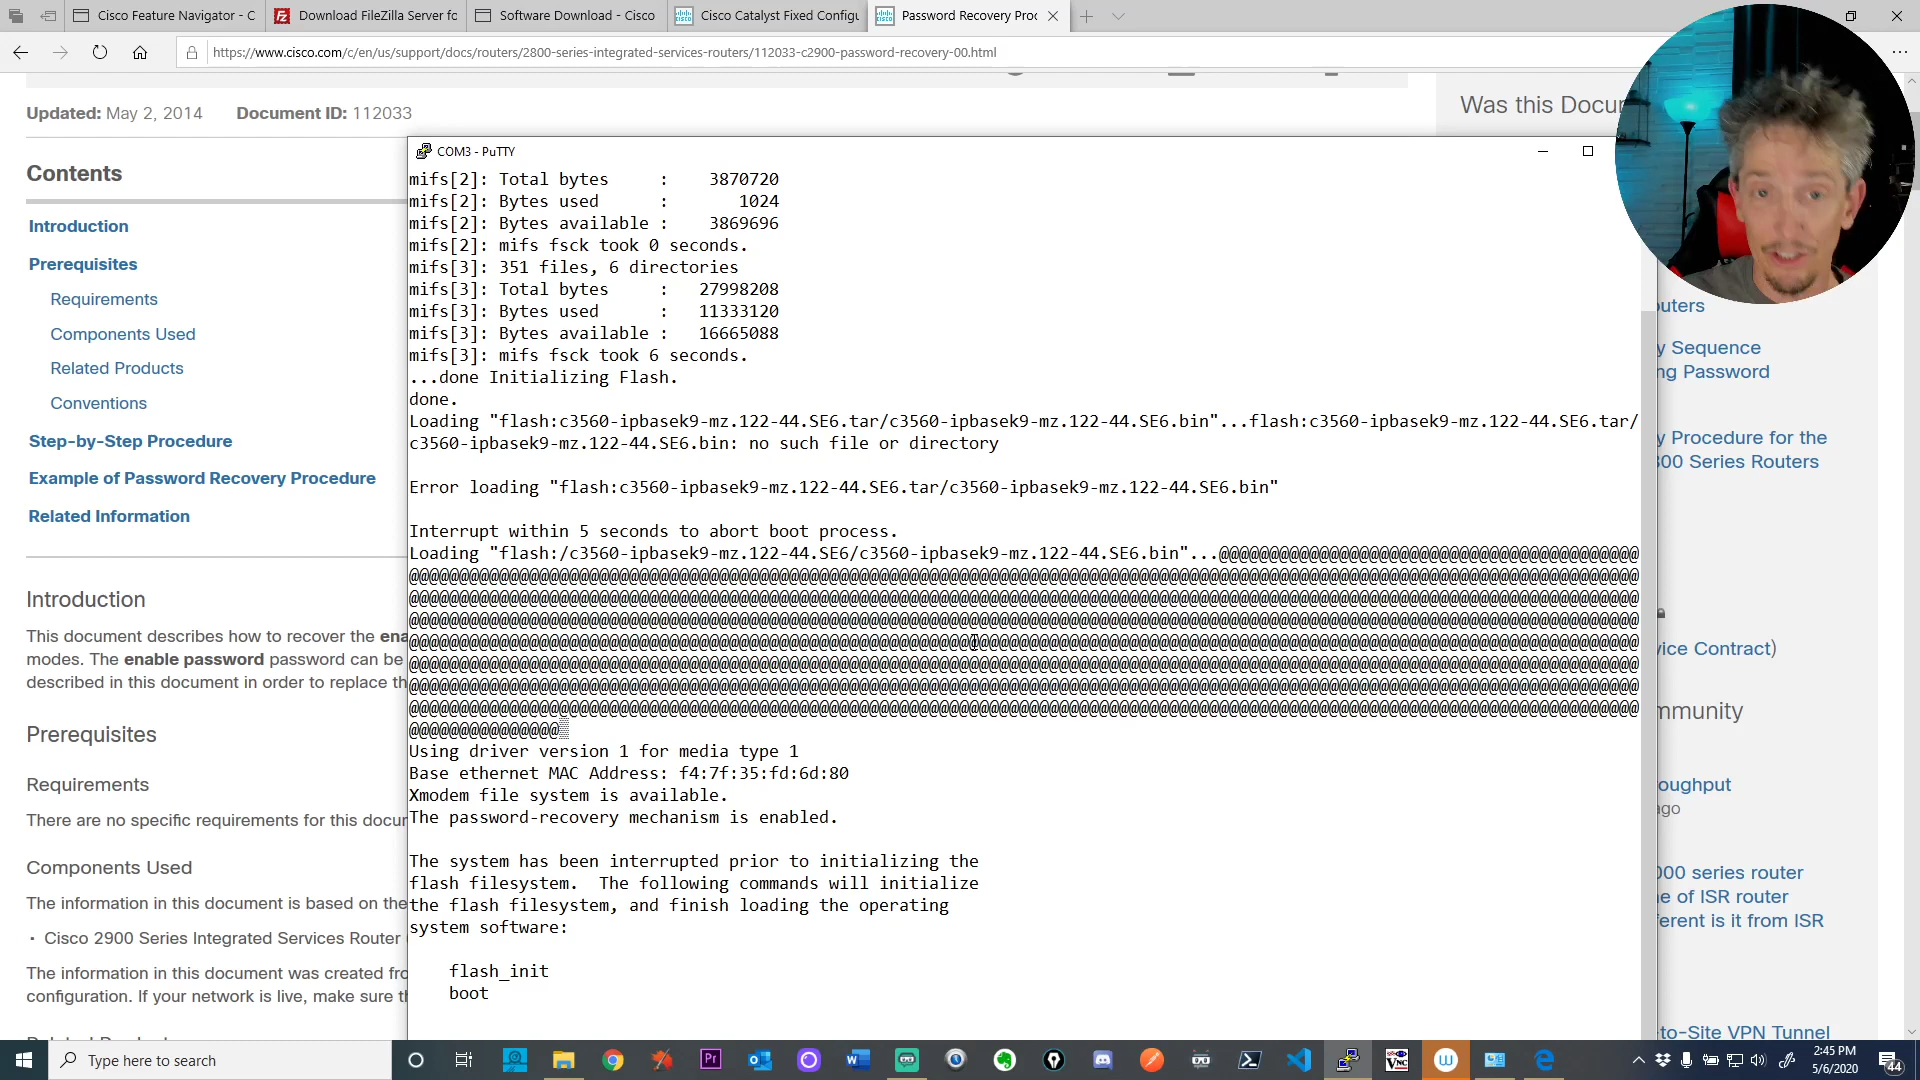 Cisco Feature Navigator - C
Download FileZilla Server fo
Software Download - Cisco
Cisco Catalyst Fixed Configu
Password Recovery Proc
https://www.cisco.com/c/en/us/support/docs/routers/2800-series-integrated-services-routers/112033-c2900-password-recovery-00.html
Updated: May 2, 2014 Document ID: 112033
Was this Docu
Contents
Introduction
Prerequisites
Requirements
Components Used
Related Products
Conventions
Step-by-Step Procedure
Example of Password Recovery Procedure
Related Information
Introduction
This document describes how to recover the ena
modes. The enable password password can be
described in this document in order to replace th
Prerequisites
Requirements
There are no specific requirements for this docur
Components Used
The information in this document is based on the
· Cisco 2900 Series Integrated Services Router
The information in this document was created fro
configuration. If your network is live, make sure th
COM3 - PuTTY
mifs[2]: Total bytes     :    3870720
mifs[2]: Bytes used      :       1024
mifs[2]: Bytes available :    3869696
mifs[2]: mifs fsck took 0 seconds.
mifs[3]: 351 files, 6 directories
mifs[3]: Total bytes     :   27998208
mifs[3]: Bytes used      :   11333120
mifs[3]: Bytes available :   16665088
mifs[3]: mifs fsck took 6 seconds.
...done Initializing Flash.
done.
Loading "flash:c3560-ipbasek9-mz.122-44.SE6.tar/c3560-ipbasek9-mz.122-44.SE6.bin"...flash:c3560-ipbasek9-mz.122-44.SE6.tar/
c3560-ipbasek9-mz.122-44.SE6.bin: no such file or directory
Error loading "flash:c3560-ipbasek9-mz.122-44.SE6.tar/c3560-ipbasek9-mz.122-44.SE6.bin"
Interrupt within 5 seconds to abort boot process.
Loading "flash:/c3560-ipbasek9-mz.122-44.SE6/c3560-ipbasek9-mz.122-44.SE6.bin"...@@@@@@@@@@@@@@@@@@@@@@@@@@@@@@@@@@@@@@@@@@
@@@@@@@@@@@@@@@
Using driver version 1 for media type 1
Base ethernet MAC Address: f4:7f:35:fd:6d:80
Xmodem file system is available.
The password-recovery mechanism is enabled.
The system has been interrupted prior to initializing the
flash filesystem.  The following commands will initialize
the flash filesystem, and finish loading the operating
system software:
flash_init
boot
outers
y Sequence
ng Password
y Procedure for the
800 Series Routers
vice Contract)
mmunity
oughput
ago
000 series router
e of ISR router
ferent is it from ISR
-to-Site VPN Tunnel
Type here to search
Pr
2:45 PM
5/6/2020
44